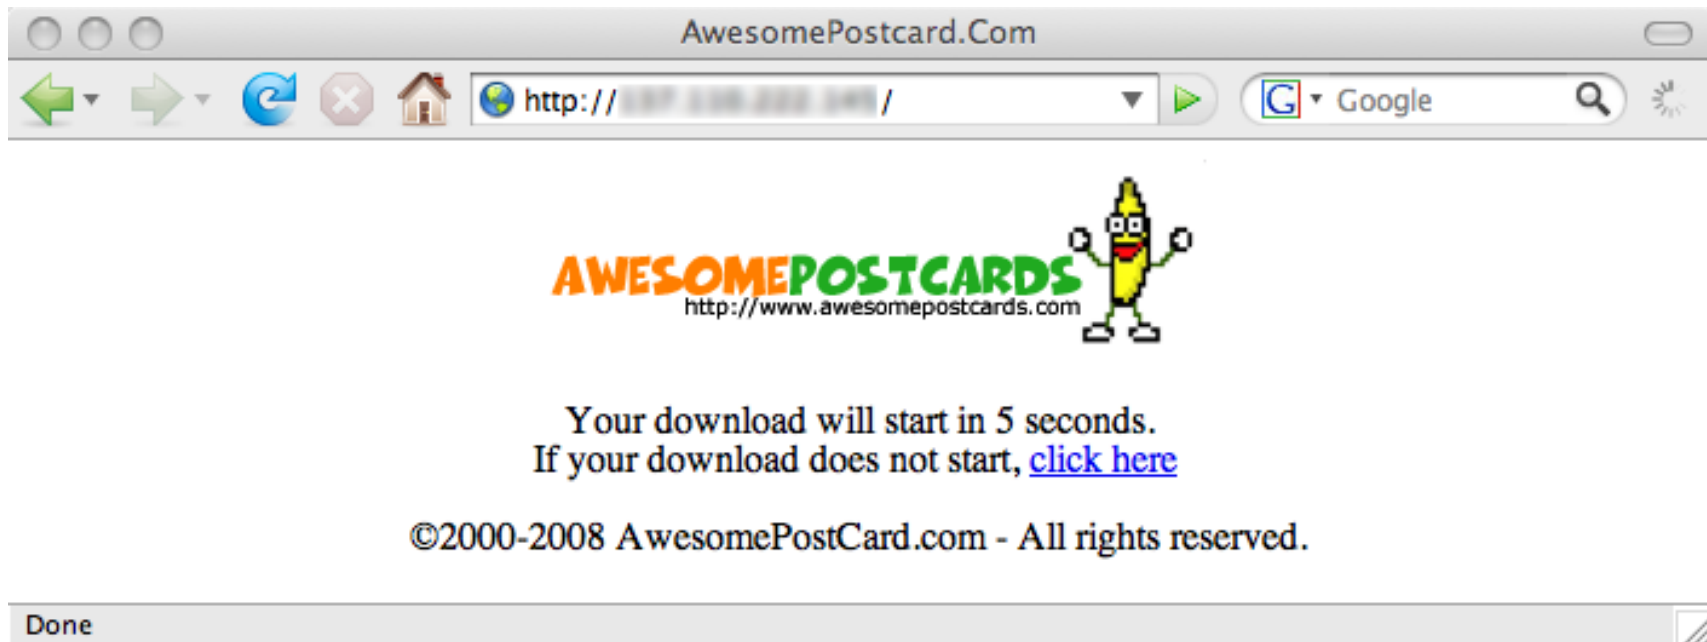 AwesomePostcard.Com
http:// /
G Google
AWESOMEPOSTCARDS
http://www.awesomepostcards.com
Your download will start in 5 seconds.
If your download does not start, click here
©2000-2008 AwesomePostCard.com - All rights reserved.
Done